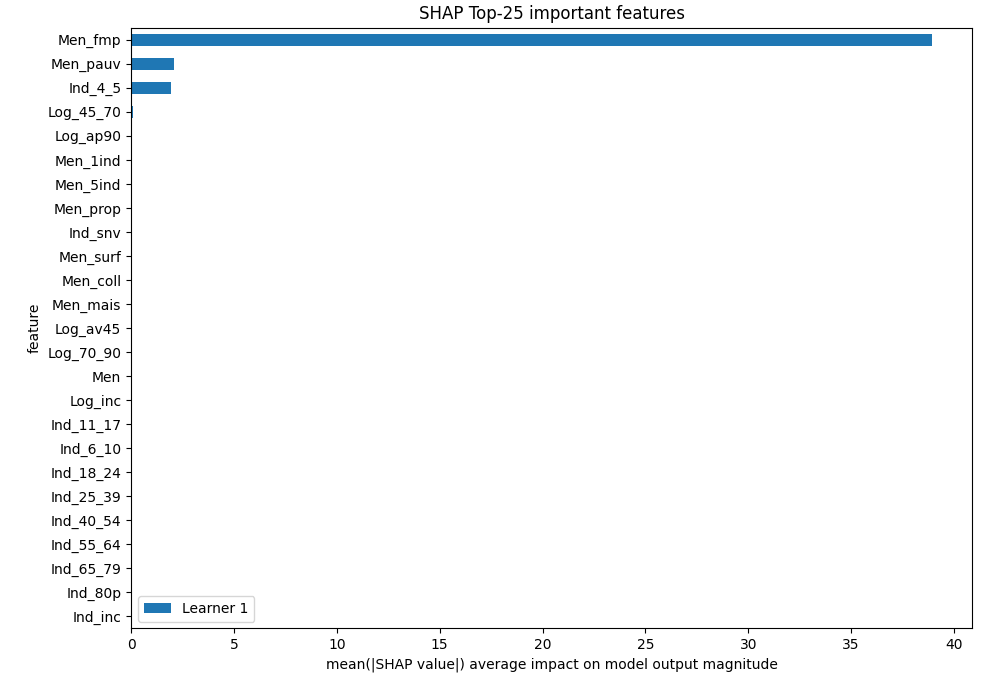 SHAP Top-25 important features
Men_fmp
Men_pauv
Ind_4_5
Log_45_70
Log_ap90
Men_1ind
Men_5ind
Men_prop
Ind_snv
Men_surf
Men_coll
Men_mais
Log_av45
Log_70_90
Men
Log_inc
Ind_11_17
Ind_6_10
Ind_18_24
Ind_25_39
Ind_40_54
Ind_55_64
Ind_65_79
Ind_80p
Ind_inc
feature
Learner 1
0 5 10 15 20 25 30 35 40
mean(|SHAP value|) average impact on model output magnitude